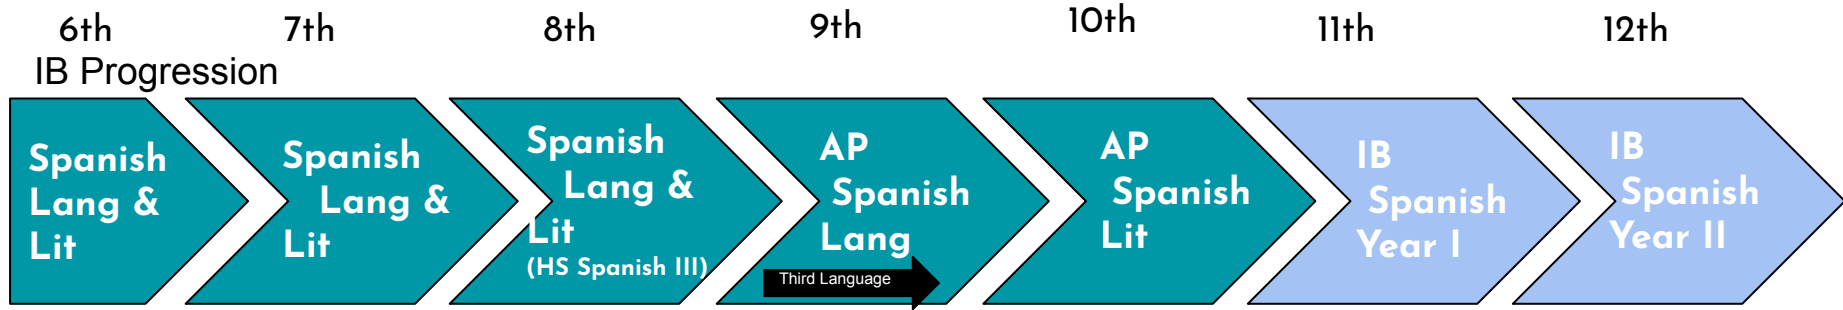 6th
7th
8th
9th
10th
11th
12th
IB Progression
Spanish
Lang &
Lit
Spanish
Lang &
Lit
Spanish
Lang &
Lit
(HS Spanish III)
AP
Spanish
Lang
Third Language
AP
Spanish
Lit
IB
Spanish
Year I
IB
Spanish
Year II